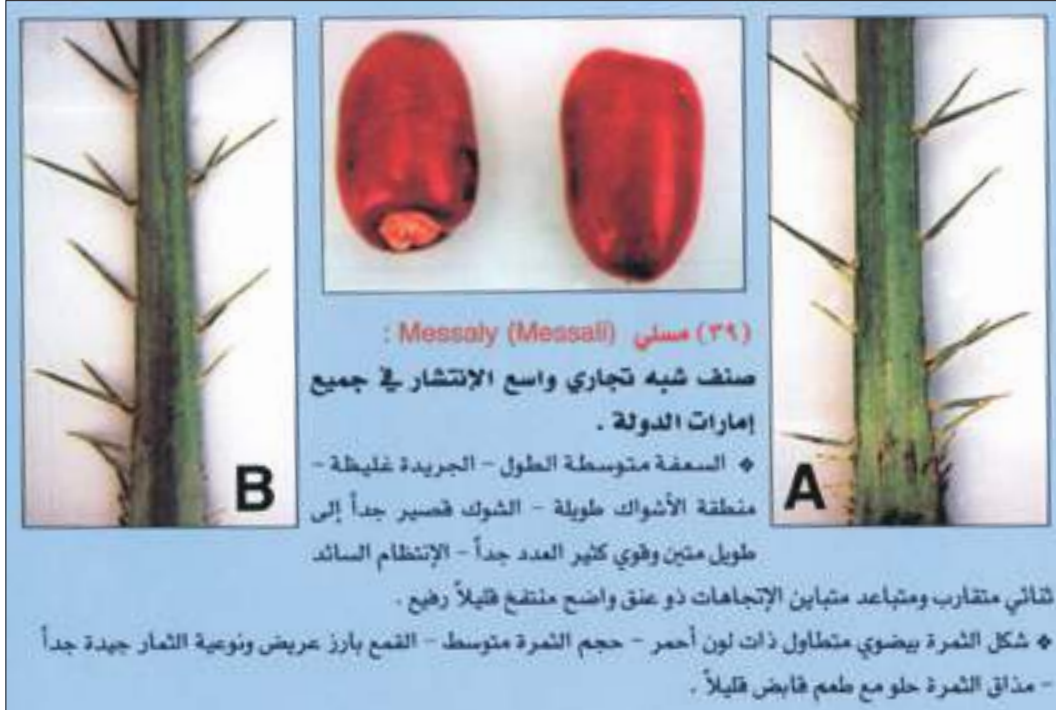 B
A
(٣٩) مسلي Messaly (Messali) :
صنف شبه تجاري واسع الإنتشار في جميع
إمارات الدولة .
❖ السعفة متوسطة الطول - الجريدة غليظة -
منطقة الأشواك طويلة - الشوك قصير جداً إلى
طويل متين وقوي كثير العدد جداً - الإنتظام السائد
ثنائي متقارب ومتباعد متباين الإتجاهات ذو عنق واضح منتفخ قليلاً رفيع .
❖ شكل الثمرة بيضوي متطاول ذات لون أحمر - حجم الثمرة متوسط - القمع بارز عريض ونوعية الثمار جيدة جداً
- مذاق الثمرة حلو مع طعم قابض قليلاً .